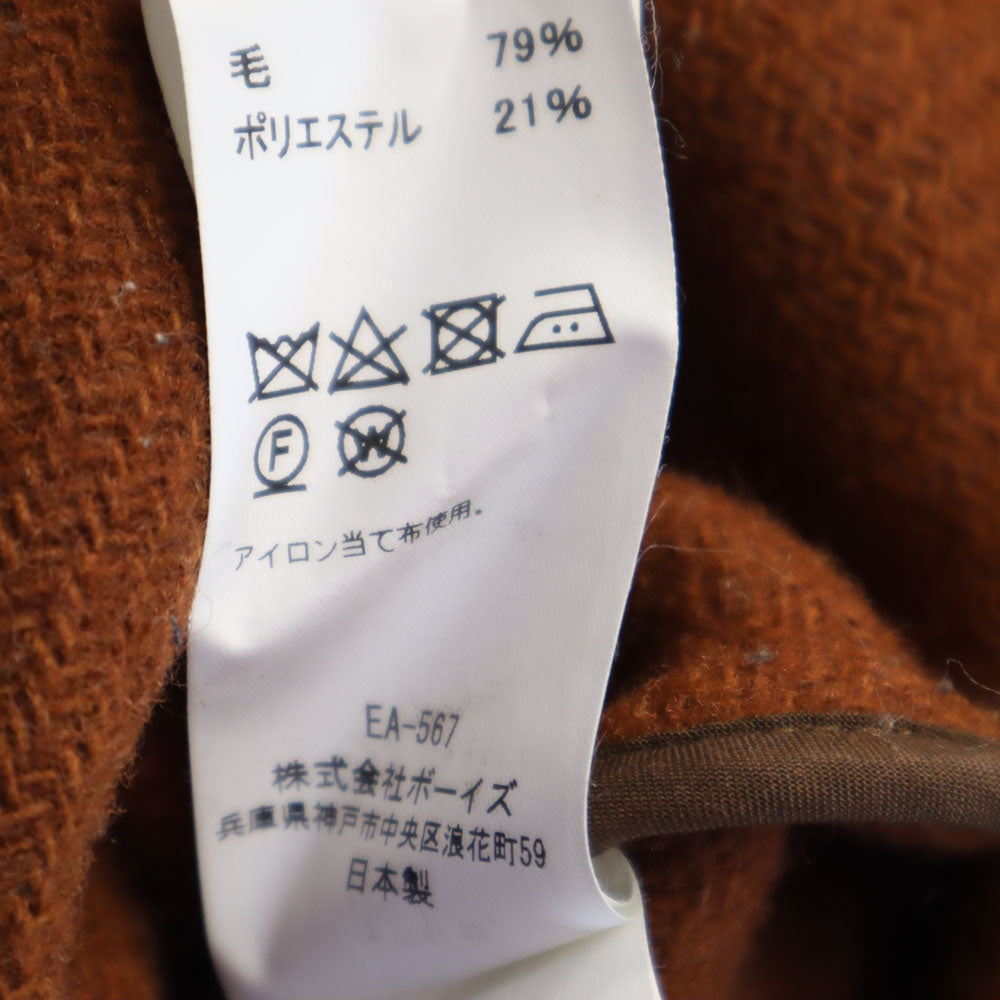 毛 79%
ポリエステル 21%
F W
アイロン当て布使用。
EA-567
株式会社ボーイズ
兵庫県神戸市中央区浪花町59
日本製